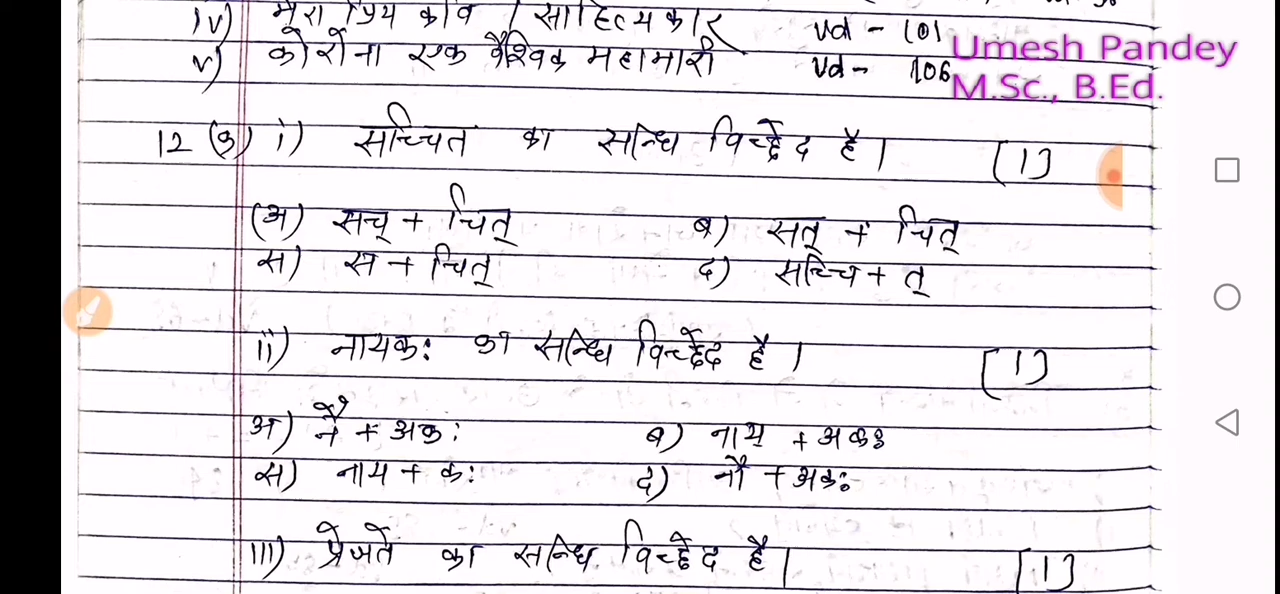 iv) मेरा प्रिय कवि / साहित्यकार vd - 101
Umesh Pandey
v) कोरोना एक वैश्विक महामारी vd - 106
M.Sc., B.Ed.
12 (क) i) सच्चित का सन्धि विच्छेद है। [1]
(अ) सच् + चित् ब) सत् + चित्
स) स + चित् द) सच्चि + त्
ii) नायकः का सन्धि विच्छेद है। [1]
अ) नै + अकः ब) नाय् + अकः
स) नाय + कः द) नौ + अकः
iii) प्रेजते का सन्धि विच्छेद है। [1]